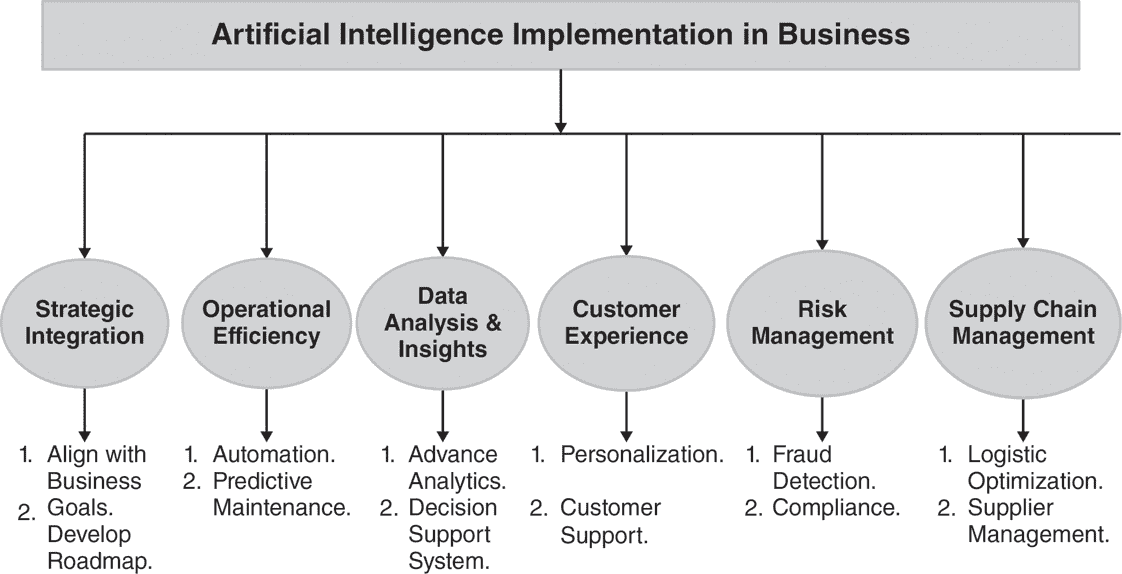 Artificial Intelligence Implementation in Business
Strategic
Integration
Operational
Efficiency
Data
Analysis &
Insights
Customer
Experience
Risk
Management
Supply Chain
Management
1. Align with
Business
2. Goals.
Develop
Roadmap.
1. Automation.
2. Predictive
Maintenance.
1. Advance
Analytics.
2. Decision
Support
System.
1. Personalization.
2. Customer
Support.
1. Fraud
Detection.
2. Compliance.
1. Logistic
Optimization.
2. Supplier
Management.